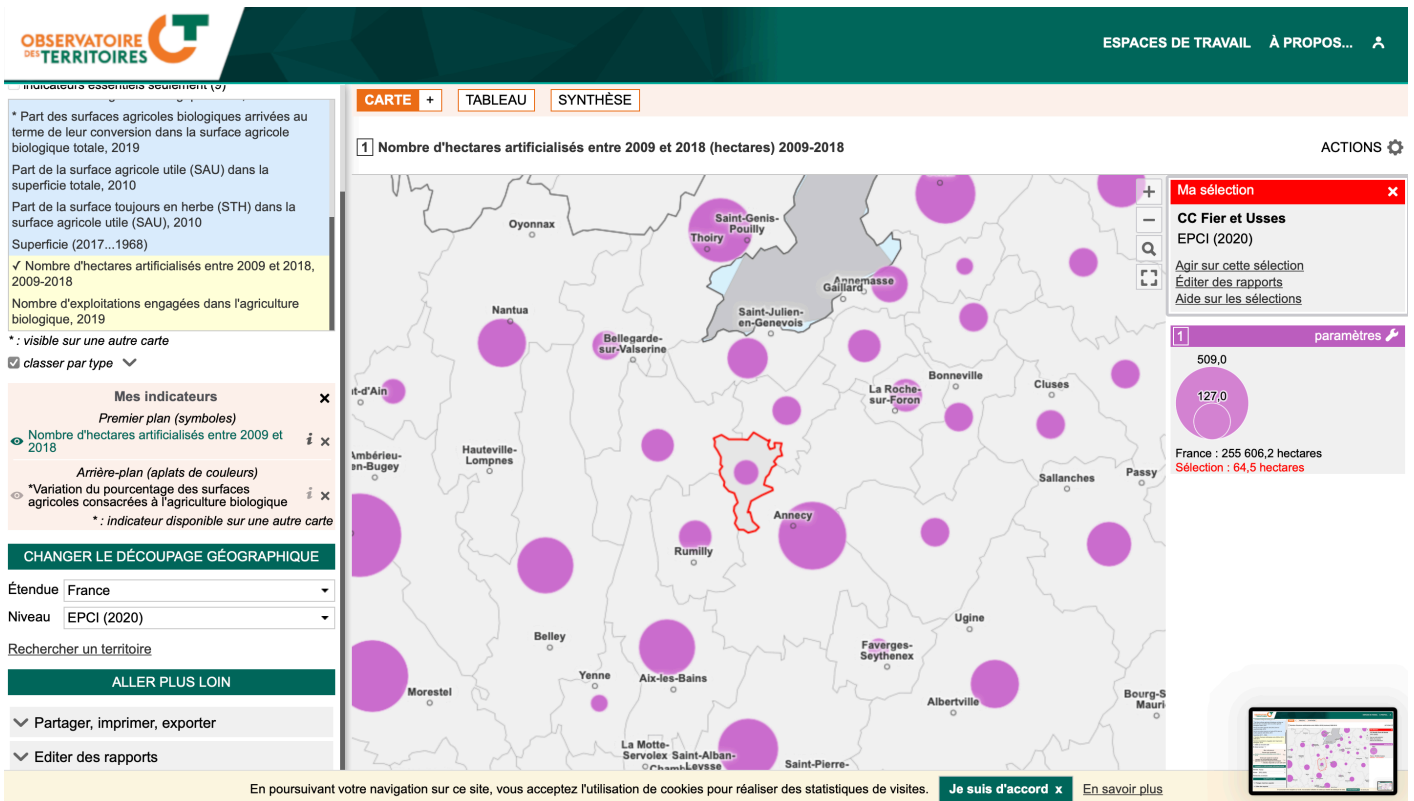 OBSERVATOIRE
DES TERRITOIRES
ESPACES DE TRAVAIL
À PROPOS...
indicateurs essentiels seulement (9)
* Part des surfaces agricoles biologiques arrivées au
terme de leur conversion dans la surface agricole
biologique totale, 2019
Part de la surface agricole utile (SAU) dans la
superficie totale, 2010
Part de la surface toujours en herbe (STH) dans la
surface agricole utile (SAU), 2010
Superficie (2017...1968)
✓ Nombre d'hectares artificialisés entre 2009 et 2018,
2009-2018
Nombre d'exploitations engagées dans l'agriculture
biologique, 2019
* : visible sur une autre carte
classer par type
Mes indicateurs
Premier plan (symboles)
Nombre d'hectares artificialisés entre 2009 et
2018
i x
Arrière-plan (aplats de couleurs)
*Variation du pourcentage des surfaces
agricoles consacrées à l'agriculture biologique
i x
* : indicateur disponible sur une autre carte
CHANGER LE DÉCOUPAGE GÉOGRAPHIQUE
Étendue France
Niveau EPCI (2020)
Rechercher un territoire
ALLER PLUS LOIN
Partager, imprimer, exporter
Editer des rapports
CARTE +
TABLEAU
SYNTHÈSE
1 Nombre d'hectares artificialisés entre 2009 et 2018 (hectares) 2009-2018
ACTIONS
Oyonnax
Saint-Genis-
Pouilly
Thoiry
Annemasse
Gaillard
Nantua
Saint-Julien-
en-Genevois
Bellegarde-
sur-Valserine
Bonneville
Cluses
La Roche-
sur-Foron
t-d'Ain
Hauteville-
Lompnes
Ambérieu-
en-Bugey
Sallanches
Passy
Annecy
Rumilly
Ugine
Belley
Faverges-
Seythenex
Yenne
Aix-les-Bains
Morestel
Albertville
Bourg-S
Mauri
La Motte-
Servolex
Saint-Alban-
Leysse
Saint-Pierre-
+
−
Ma sélection x
CC Fier et Usses
EPCI (2020)
Agir sur cette sélection
Éditer des rapports
Aide sur les sélections
1 paramètres
509,0
127,0
France : 255 606,2 hectares
Sélection : 64,5 hectares
En poursuivant votre navigation sur ce site, vous acceptez l'utilisation de cookies pour réaliser des statistiques de visites.
Je suis d'accord x
En savoir plus